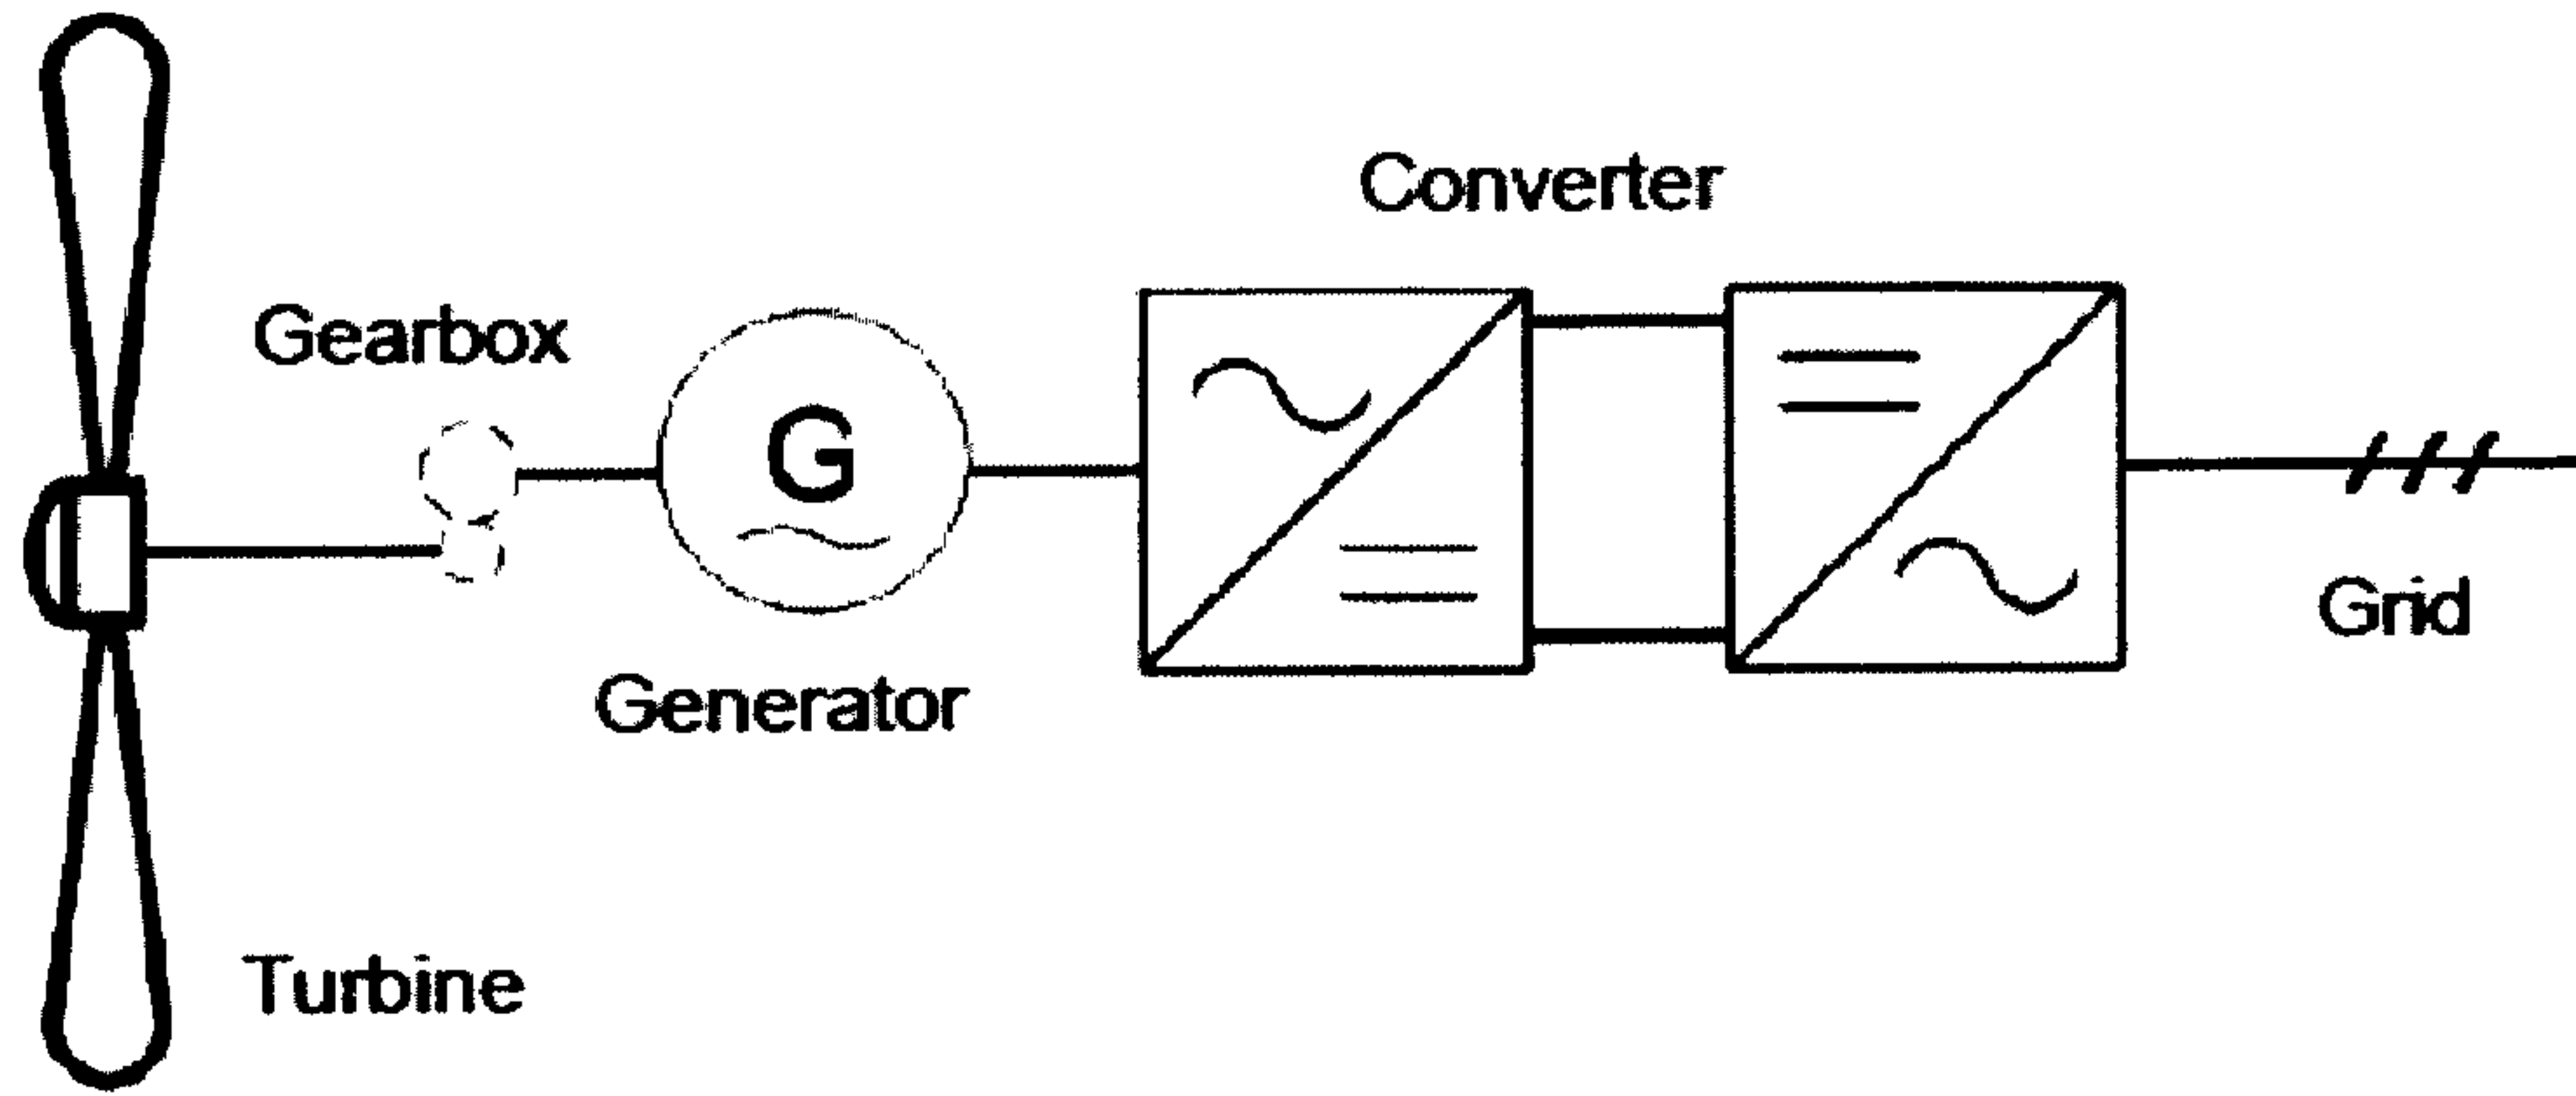 Converter
Gearbox
G
Grid
Generator
Turbine